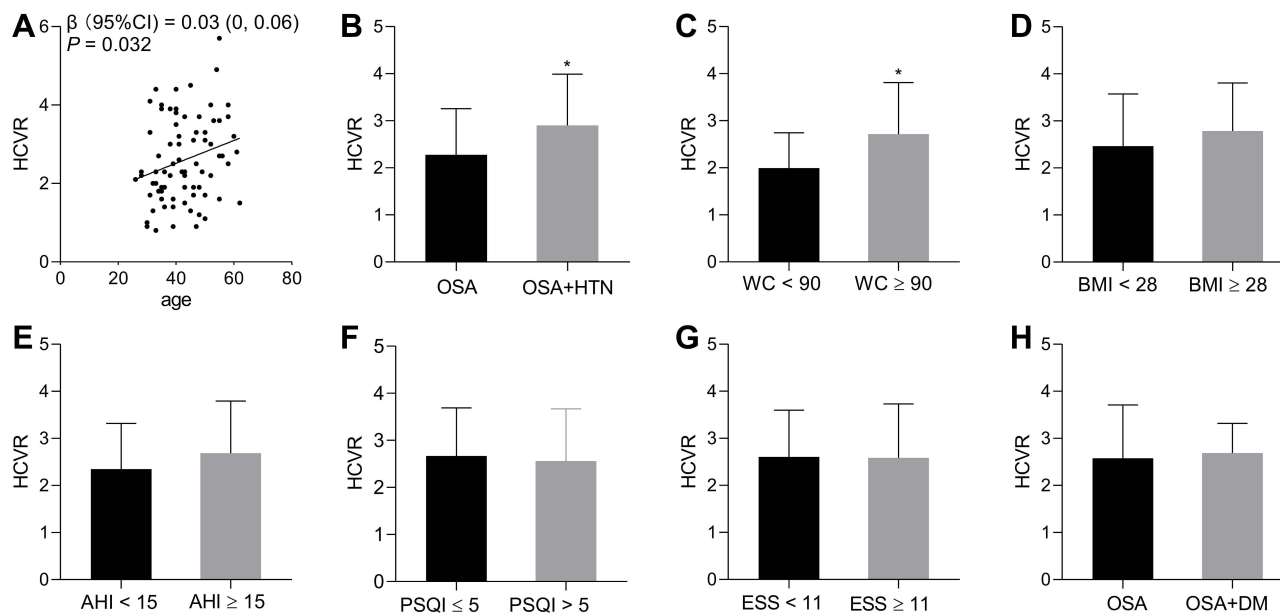 A
β (95%CI) = 0.03 (0, 0.06)
P = 0.032
HCVR
6
4
2
0
0 20 40 60 80
age
B
HCVR
5
4
3
2
1
0
*
OSA OSA+HTN
C
HCVR
5
4
3
2
1
0
*
WC < 90 WC ≥ 90
D
HCVR
5
4
3
2
1
0
BMI < 28 BMI ≥ 28
E
HCVR
5
4
3
2
1
0
AHI < 15 AHI ≥ 15
F
HCVR
5
4
3
2
1
0
PSQI ≤ 5 PSQI > 5
G
HCVR
5
4
3
2
1
0
ESS < 11 ESS ≥ 11
H
HCVR
5
4
3
2
1
0
OSA OSA+DM